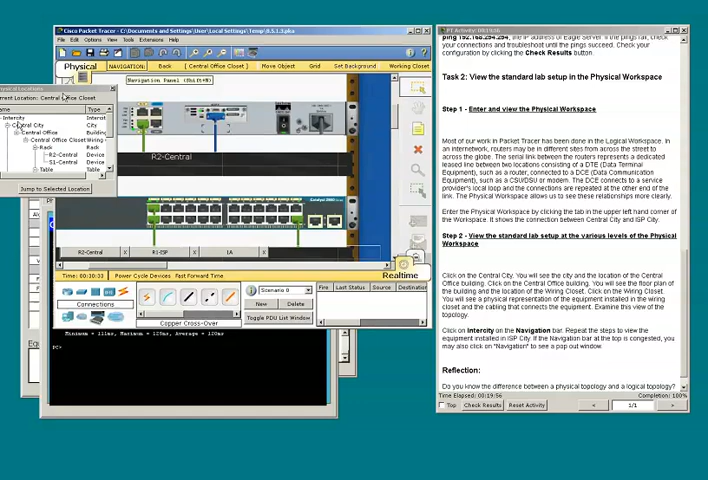 Cisco Packet Tracer - C:\Documents and Settings\User\Local Settings\Temp\8.5.1.3.pka
File Edit Options View Tools Extensions Help
Physical
NAVIGATION:
Back
[ Central Office Closet ]
Move Object
Grid
Set Background
Working Closet
Navigation Panel (Shift+N)
Physical Locations
rrent Location: Central Office Closet
ame
Type
Intercity
City
Central Office
Building
Central Office Closet
Wiring
Rack
R2-Central
Device
S1-Central
Device
Table
Jump to Selected Location
R2-Central
R2-Central X
R1-ISP X
LA X
Time: 00:30:33
Power Cycle Devices
Fast Forward Time
Realtime
Connections
Copper Cross-Over
Scenario 0
New
Delete
Toggle PDU List Window
Fire
Last Status
Source
Destination
Minimum = 111ms, Maximum = 120ms, Average = 120ms
PC>
ping 192.168.254.254, the IP address of Eagle Server. If the pings fail, check
your connections and troubleshoot until the pings succeed. Check your
configuration by clicking the Check Results button.
Task 2: View the standard lab setup in the Physical Workspace
Step 1 - Enter and view the Physical Workspace
Most of our work in Packet Tracer has been done in the Logical Workspace. In
an internetwork, routers may be in different sites from across the street to
across the globe. The serial link between the routers represents a dedicated
leased line between two locations consisting of a DTE (Data Terminal
Equipment), such as a router, connected to a DCE (Data Communication
Equipment), such as a CSU/DSU or modem. The DCE connects to a service
provider's local loop and the connections are repeated at the other end of the
link. The Physical Workspace allows us to see these relationships more clearly.
Enter the Physical Workspace by clicking the tab in the upper left hand corner of
the Workspace. It shows the connection between Central City and ISP City.
Step 2 - View the standard lab setup at the various levels of the Physical
Workspace
Click on the Central City. You will see the city and the location of the Central
Office building. Click on the Central Office building. You will see the floor plan of
the building and the location of the Wiring Closet. Click on the Wiring Closet.
You will see a physical representation of the equipment installed in the wiring
closet and the cabling that connects the equipment. Examine this view of the
topology.
Click on Intercity on the Navigation bar. Repeat the steps to view the
equipment installed in ISP City. If the Navigation bar at the top is congested, you
may also click on "Navigation" to see a pop out window.
Reflection:
Do you know the difference between a physical topology and a logical topology?
Time Elapsed: 00:19:56
Completion: 100%
Top
Check Results
Reset Activity
<
1/1
>